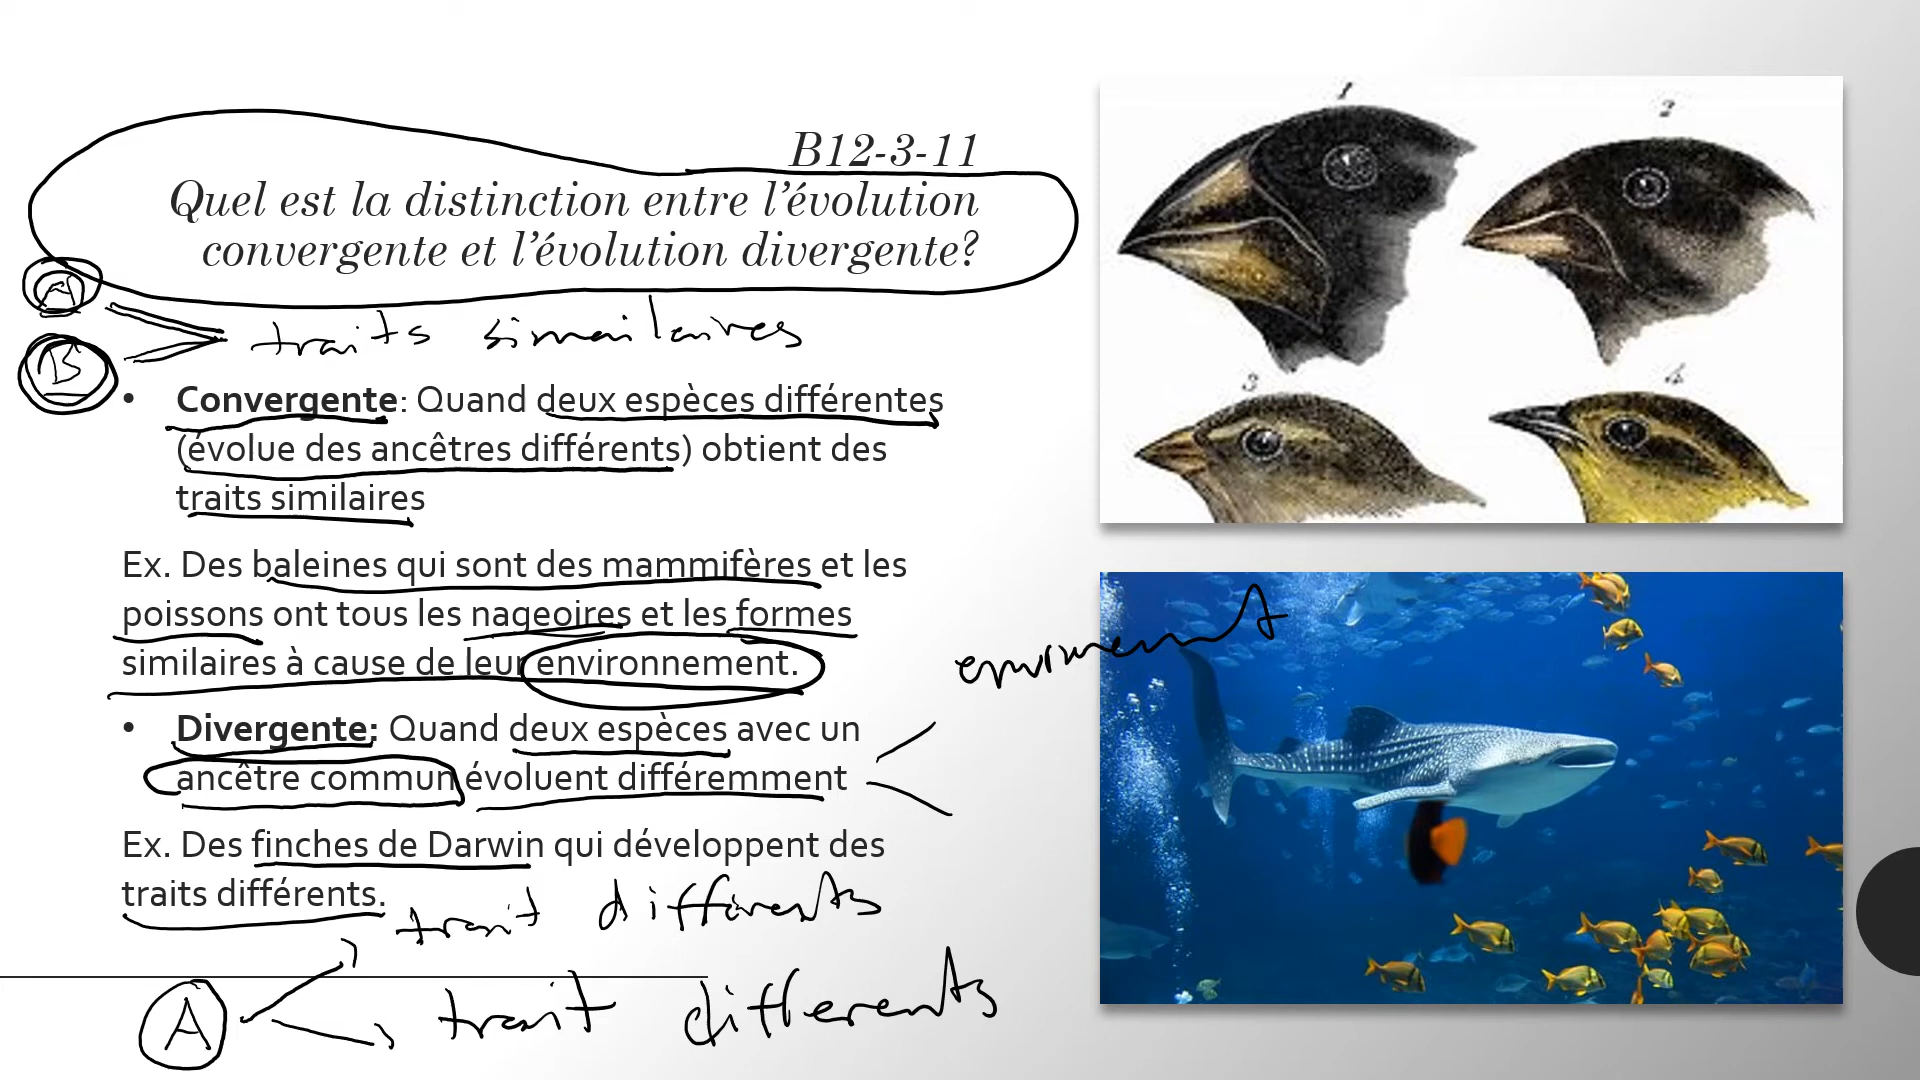 B12-3-11
Quel est la distinction entre l’évolution
convergente et l’évolution divergente?
A
B
traits simailaires
• Convergente: Quand deux espèces différentes
(évolue des ancêtres différents) obtient des
traits similaires
Ex. Des baleines qui sont des mammifères et les
poissons ont tous les nageoires et les formes
similaires à cause de leur environnement.
• Divergente: Quand deux espèces avec un
ancêtre commun évoluent différemment
Ex. Des finches de Darwin qui développent des
traits différents.
trait différents
A
trait differents
1
2
3
4